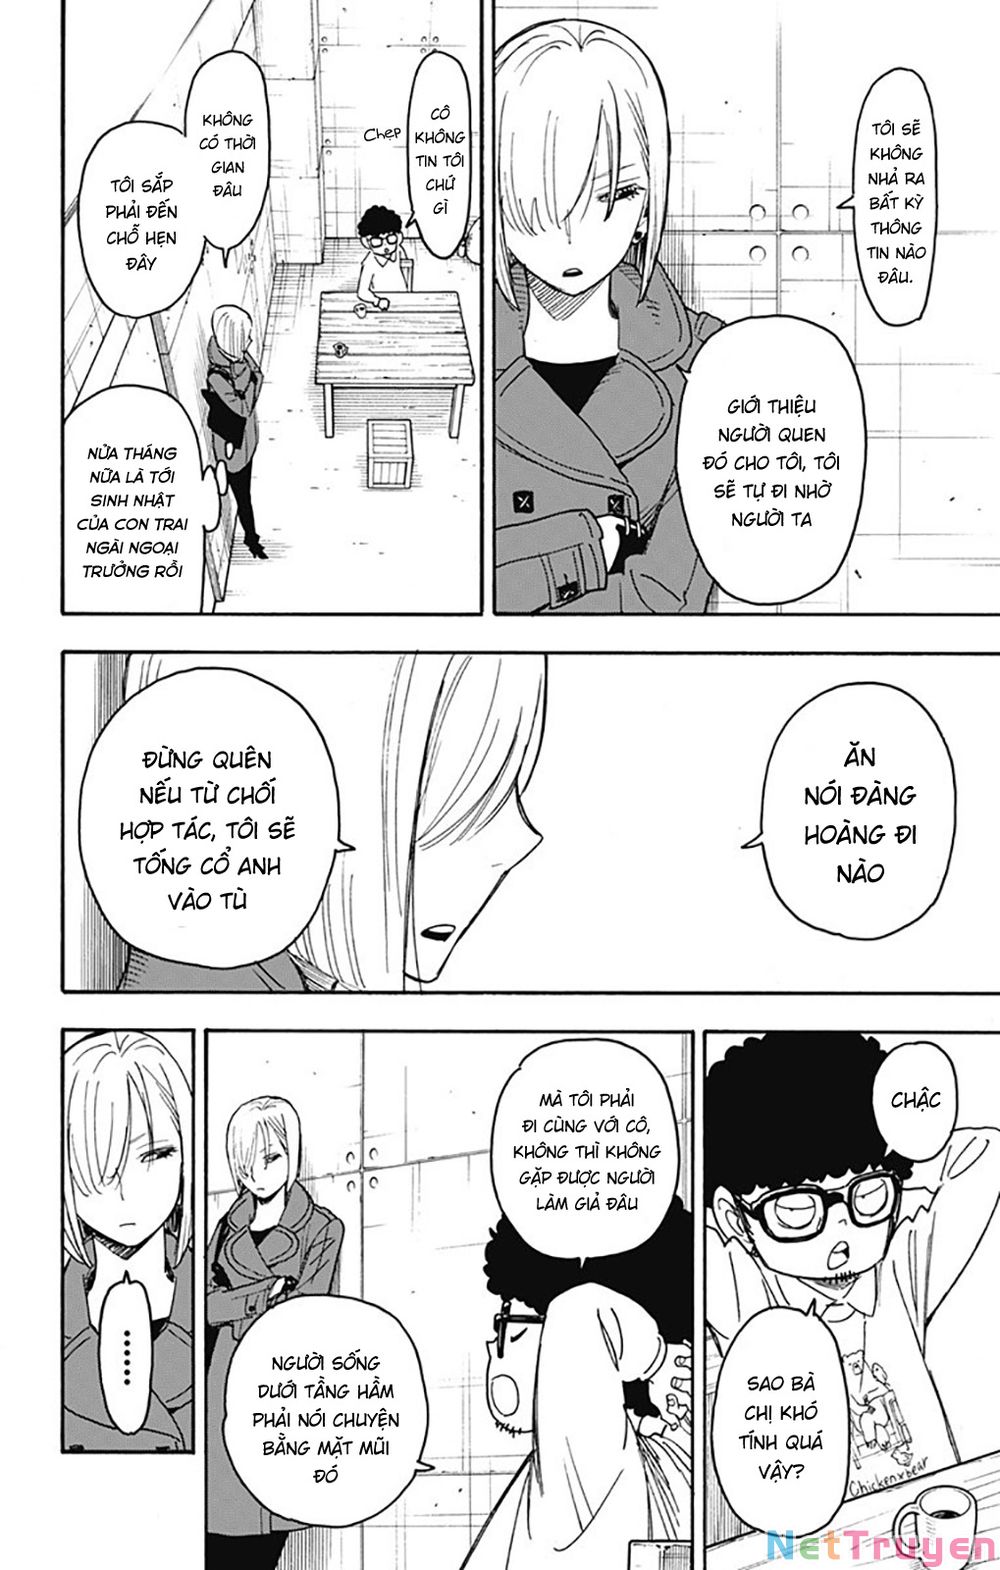 TÔI SẼ
KHÔNG
NHẢ RA
BẤT KỲ
THÔNG
TIN NÀO
ĐÂU.
GIỚI THIỆU
NGƯỜI QUEN
ĐÓ CHO TÔI, TÔI
SẼ TỰ ĐI NHỜ
NGƯỜI TA
CÔ
KHÔNG
TIN TÔI
CHỨ
GÌ
Chẹp
KHÔNG
CÓ THỜI
GIAN
ĐÂU
TÔI SẮP
PHẢI ĐẾN
CHỖ HẸN
ĐÂY
NỬA THÁNG
NỮA LÀ TỚI
SINH NHẬT
CỦA CON TRAI
NGÀI NGOẠI
TRƯỞNG RỒI
ĂN
NÓI ĐÀNG
HOÀNG ĐI
NÀO
ĐỪNG QUÊN
NẾU TỪ CHỐI
HỢP TÁC, TÔI SẼ
TỐNG CỔ ANH
VÀO TÙ
CHẬC
SAO BÀ
CHỊ KHÓ
TÍNH QUÁ
VẬY?
Chickenxbear
MÀ TÔI PHẢI
ĐI CÙNG VỚI CÔ,
KHÔNG THÌ KHÔNG
GẶP ĐƯỢC NGƯỜI
LÀM GIẢ ĐÂU
NGƯỜI SỐNG
DƯỚI TẦNG HẦM
PHẢI NÓI CHUYỆN
BẰNG MẶT MŨI
ĐÓ
......
NetTruyen